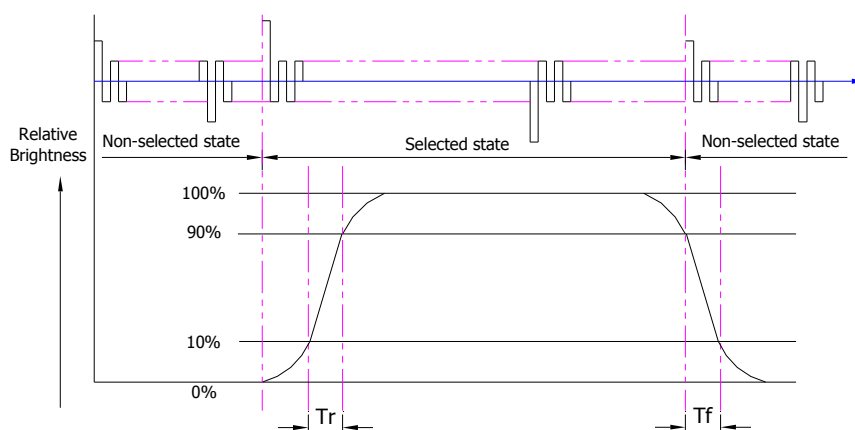 Relative
Brightness
Non-selected state
Selected state
Non-selected state
100%
90%
10%
0%
Tr
Tf